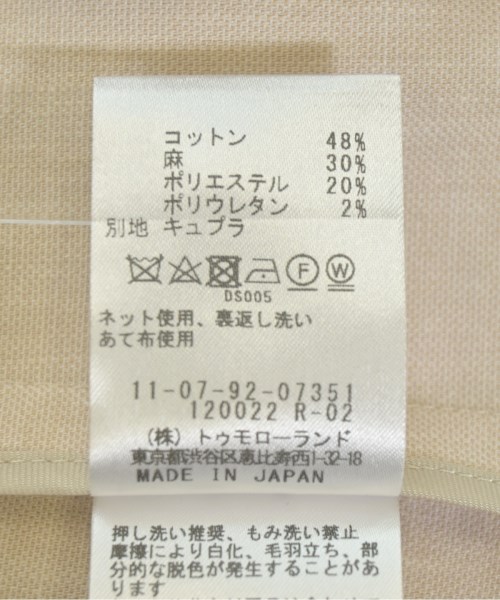 コットン 48%
麻 30%
ポリエステル 20%
ポリウレタン 2%
別地 キュプラ
F W
DS005
ネット使用、裏返し洗い
あて布使用
11-07-92-07351
120022 R-02
(株) トゥモローランド
東京都渋谷区恵比寿西1-32-18
MADE IN JAPAN
押し洗い推奨、もみ洗い禁止
摩擦により白化、毛羽立ち、部
分的な脱色が発生することがあ
ります